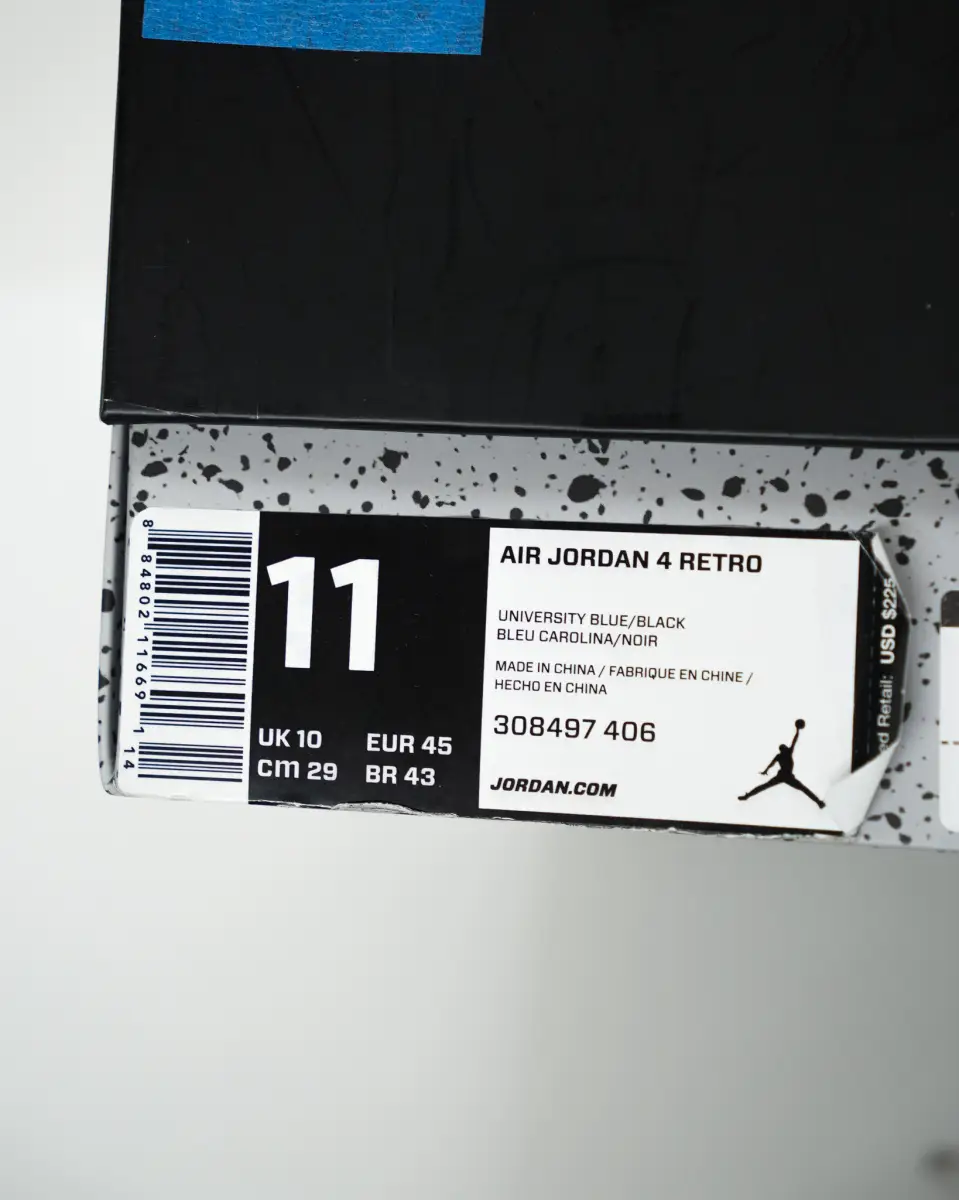 8 84802 11669 1 14
11
UK 10 EUR 45
cm 29 BR 43
AIR JORDAN 4 RETRO
UNIVERSITY BLUE/BLACK
BLEU CAROLINA/NOIR
MADE IN CHINA / FABRIQUE EN CHINE /
HECHO EN CHINA
308497 406
JORDAN.COM
Retail: USD $225